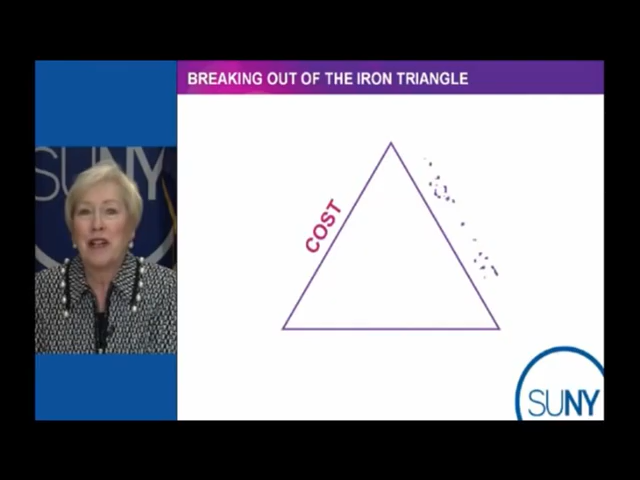 BREAKING OUT OF THE IRON TRIANGLE
SUNY
COST
SUNY